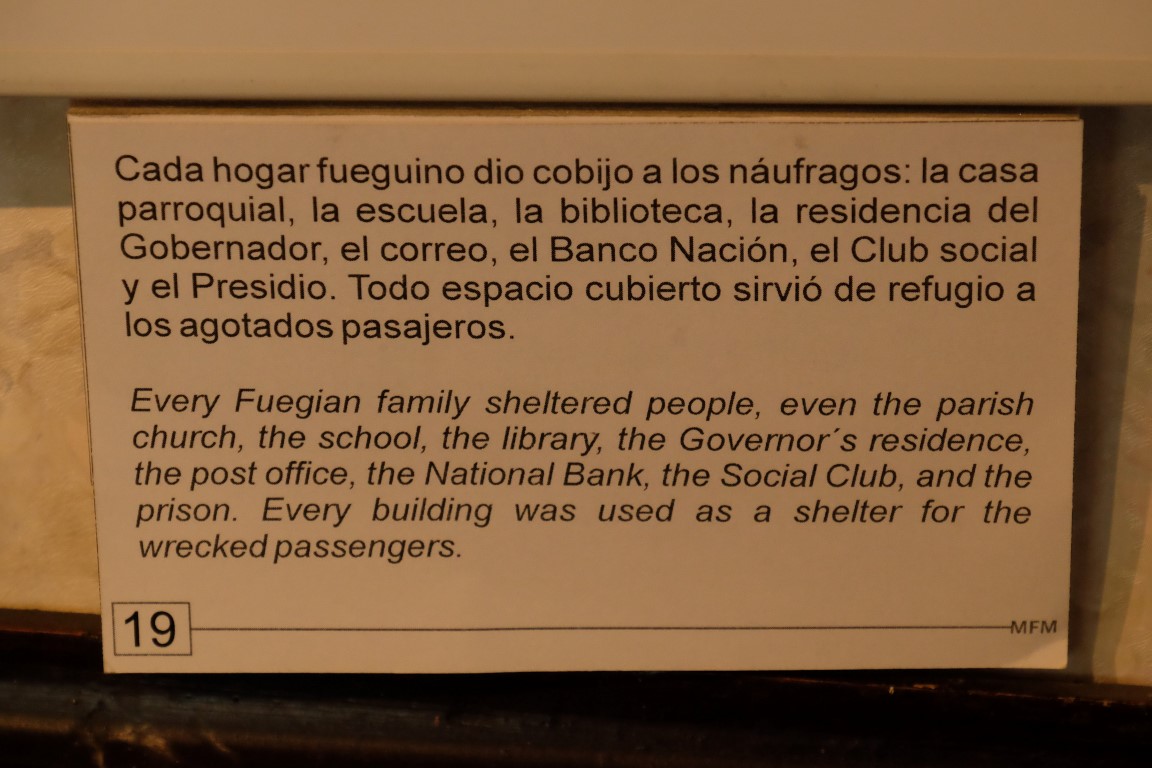 Cada hogar fueguino dio cobijo a los náufragos: la casa
parroquial, la escuela, la biblioteca, la residencia del
Gobernador, el correo, el Banco Nación, el Club social
y el Presidio. Todo espacio cubierto sirvió de refugio a
los agotados pasajeros.
Every Fuegian family sheltered people, even the parish
church, the school, the library, the Governor´s residence,
the post office, the National Bank, the Social Club, and the
prison. Every building was used as a shelter for the
wrecked passengers.
19
MFM